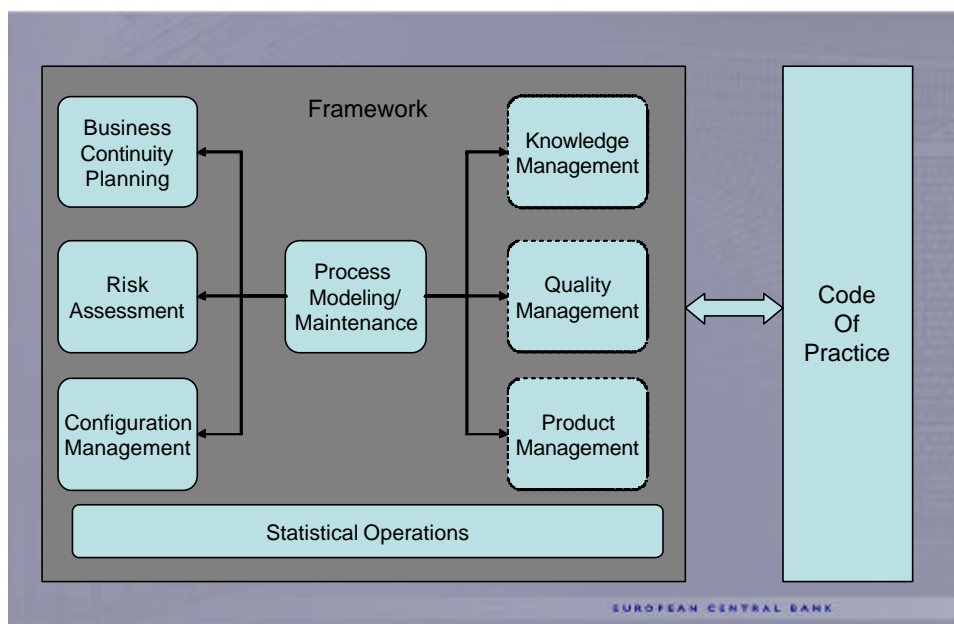 Framework
Business
Continuity
Planning
Knowledge
Management
Risk
Assessment
Process
Modeling/
Maintenance
Quality
Management
Configuration
Management
Product
Management
Statistical Operations
Code
Of
Practice
EUROPEAN CENTRAL BANK